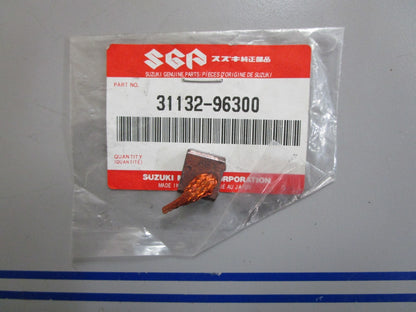 SGP スズキ純正部品
SUZUKI GENUINE PARTS/PIÈCES D'ORIGINE DE SUZUKI
PART NO.
31132-96300
QUANTITY
(QUANTITÉ)
SUZUKI CORPORATION
MADE IN AU JAPON